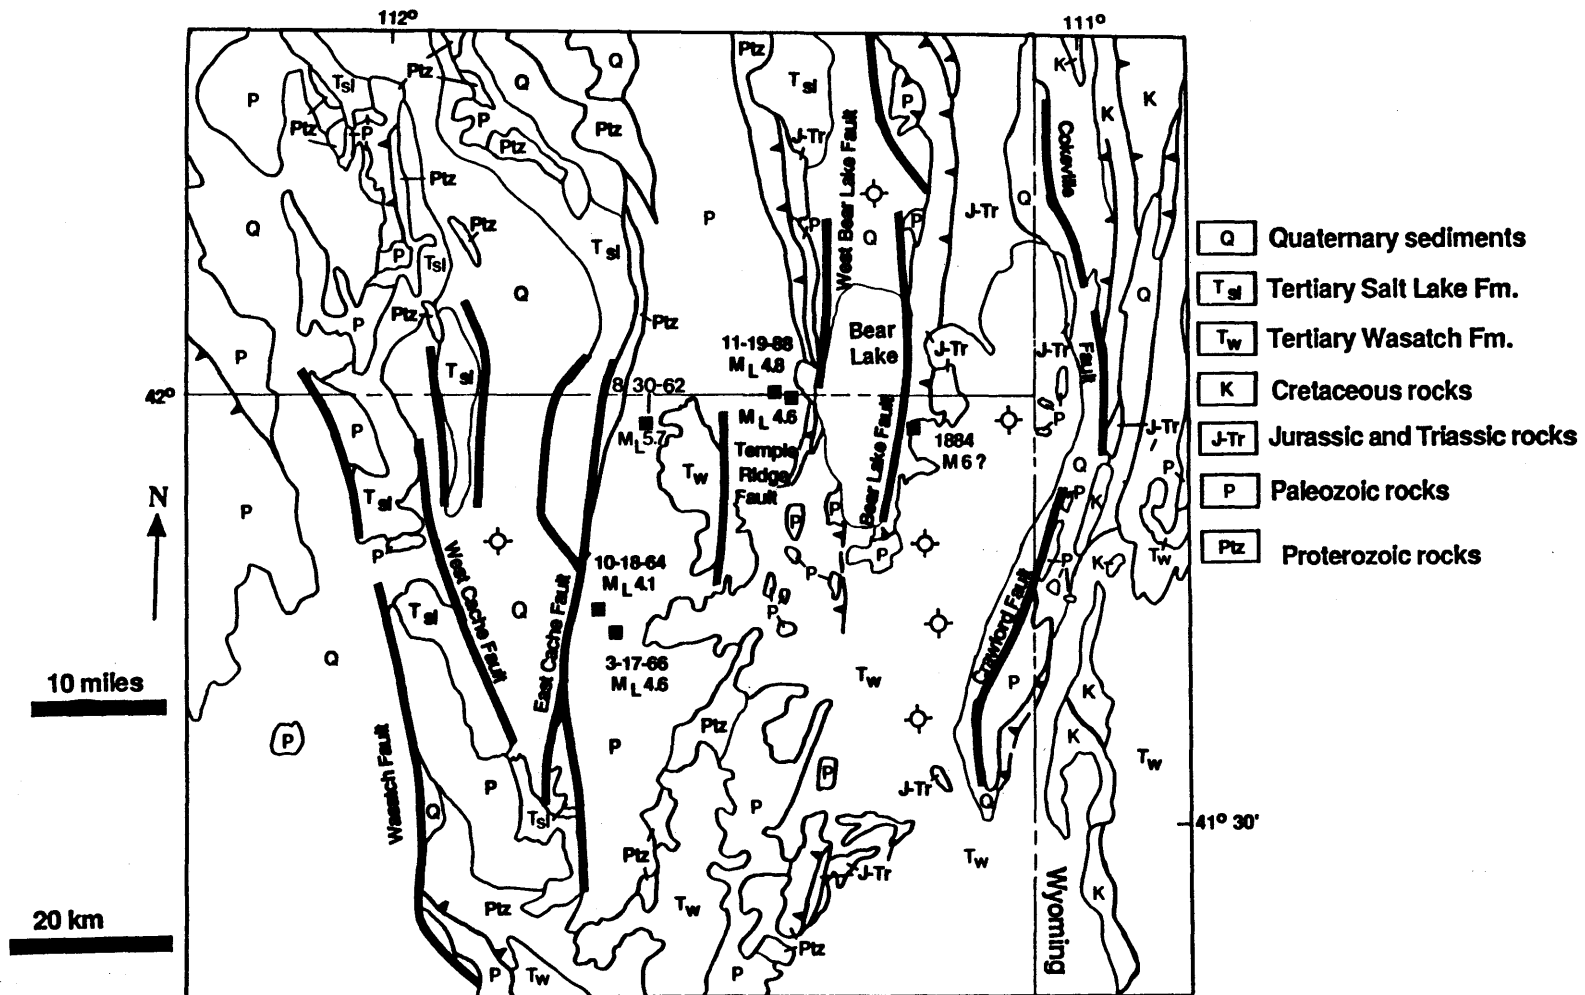 112° 111°
Q Ptz
K
Ptz
Tsl
Q
Tsl
P
P
K
K
Ptz
P
P
Ptz
J-Tr
Ptz
Ptz
Cokeville
Fault
West Bear Lake Fault
Q
J-Tr
P
Q
Ptz
P
P
Q
Tsl
P
Tsl
Q
Q
Ptz
P
Ptz
Bear
Lake
J-Tr
J-Tr
P
Tsl
11-19-88
ML 4.8
42°
8/30-62
ML 5.7
ML 4.6
1884
M 6 ?
P
J-Tr
P
Temple
Ridge
Fault
Tw
Bear Lake Fault
Q
P
P
K
Tsl
P
P
P
P
Tw
K
P
P
P
West Cache Fault
10-18-64
ML 4.1
Tsl
Q
East Cache Fault
P
Crawford Fault
Q
3-17-66
ML 4.6
Tw
P
K
P
Wasatch Fault
P
Ptz
K
Tw
P
J-Tr
P
Q
Q
Tsl
P
41° 30'
Ptz
Tw
J-Tr
K
Ptz
Tw
Wyoming
Ptz
P
Tw
P
N
10 miles
20 km
Q Quaternary sediments
Tsl Tertiary Salt Lake Fm.
Tw Tertiary Wasatch Fm.
K Cretaceous rocks
J-Tr Jurassic and Triassic rocks
P Paleozoic rocks
Ptz Proterozoic rocks